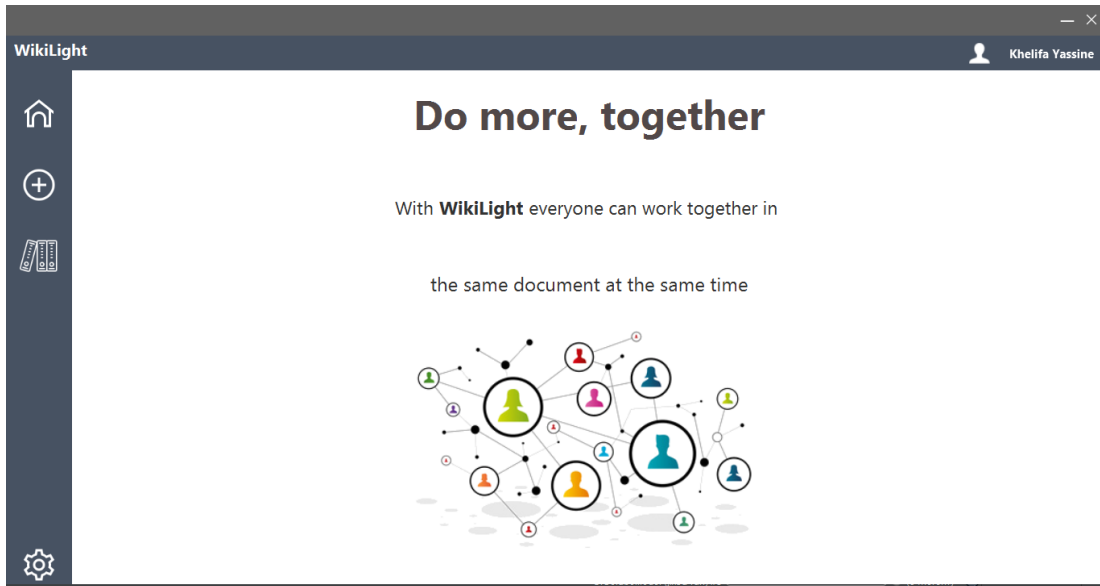 WikiLight
Khelifa Yassine
Do more, together
With WikiLight everyone can work together in
the same document at the same time